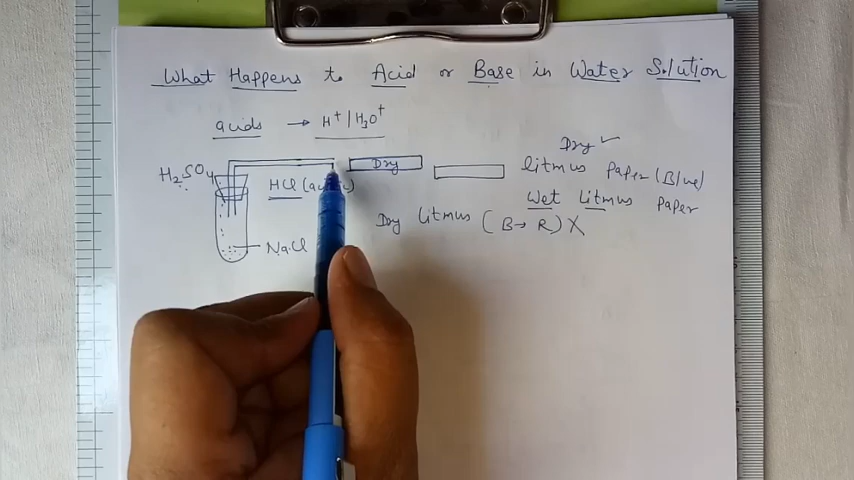 What Happens to Acid or Base in Water Solution
acids → H⁺ / H₃O⁺
H₂SO₄
HCl
Dry
Dry ✓
litmus Paper (Blue)
Wet Litmus Paper
Dry litmus (B→ R) X
NaCl